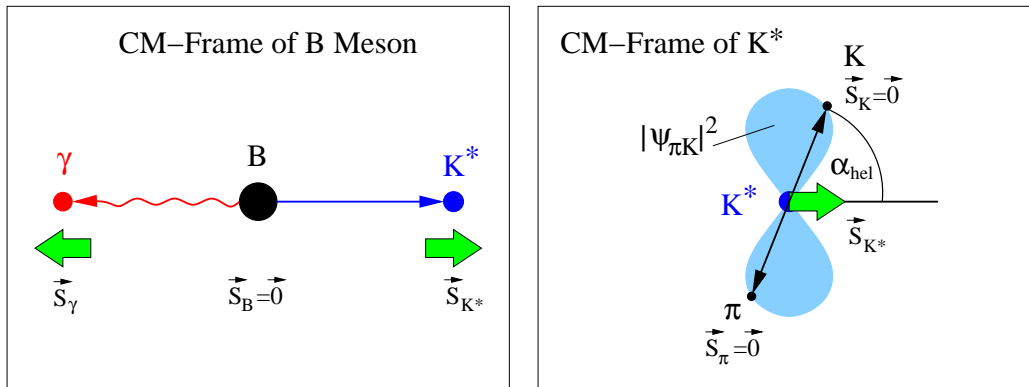 CM−Frame of B Meson
γ
B
K*
S⃗γ
S⃗B=0⃗
S⃗K*
CM−Frame of K*
K
S⃗K=0⃗
|ψπK|²
αhel
K*
S⃗K*
π
S⃗π=0⃗